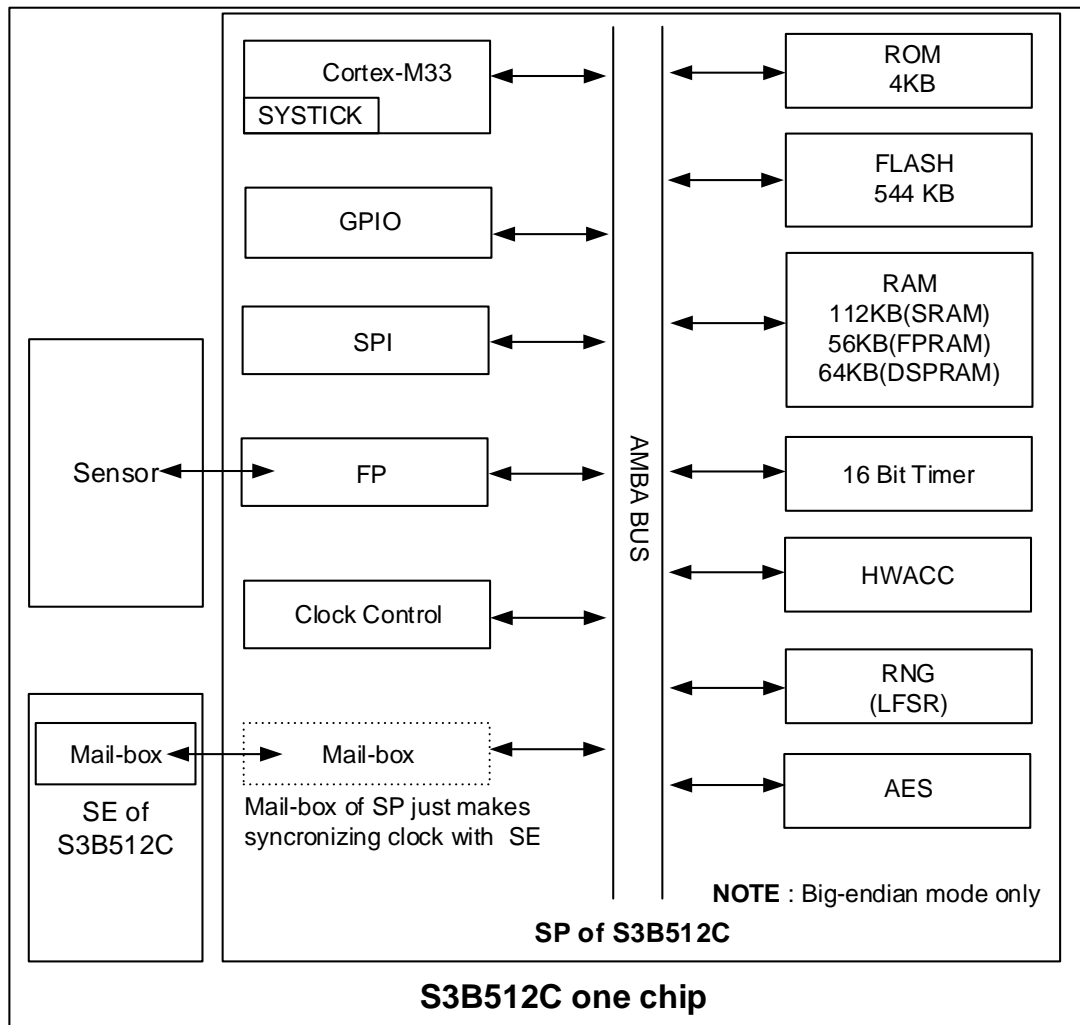 Cortex-M33
SYSTICK
GPIO
SPI
Sensor
FP
Clock Control
Mail-box
Mail-box
SE of
S3B512C
Mail-box of SP just makes
syncronizing clock with SE
AMBA BUS
ROM
4KB
FLASH
544 KB
RAM
112KB(SRAM)
56KB(FPRAM)
64KB(DSPRAM)
16 Bit Timer
HWACC
RNG
(LFSR)
AES
NOTE : Big-endian mode only
SP of S3B512C
S3B512C one chip